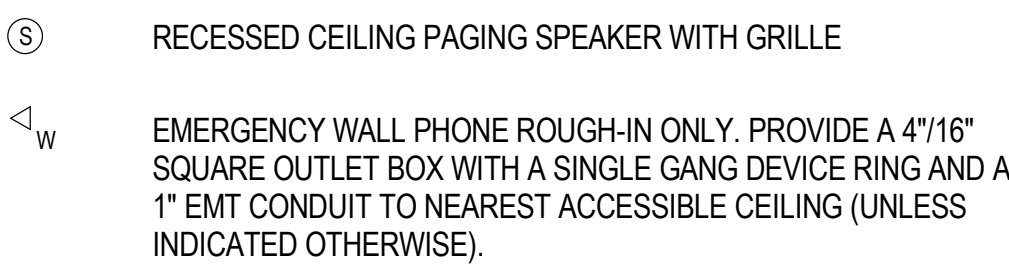 S RECESSED CEILING PAGING SPEAKER WITH GRILLE
W EMERGENCY WALL PHONE ROUGH-IN ONLY. PROVIDE A 4"/16"
SQUARE OUTLET BOX WITH A SINGLE GANG DEVICE RING AND A
1" EMT CONDUIT TO NEAREST ACCESSIBLE CEILING (UNLESS
INDICATED OTHERWISE).